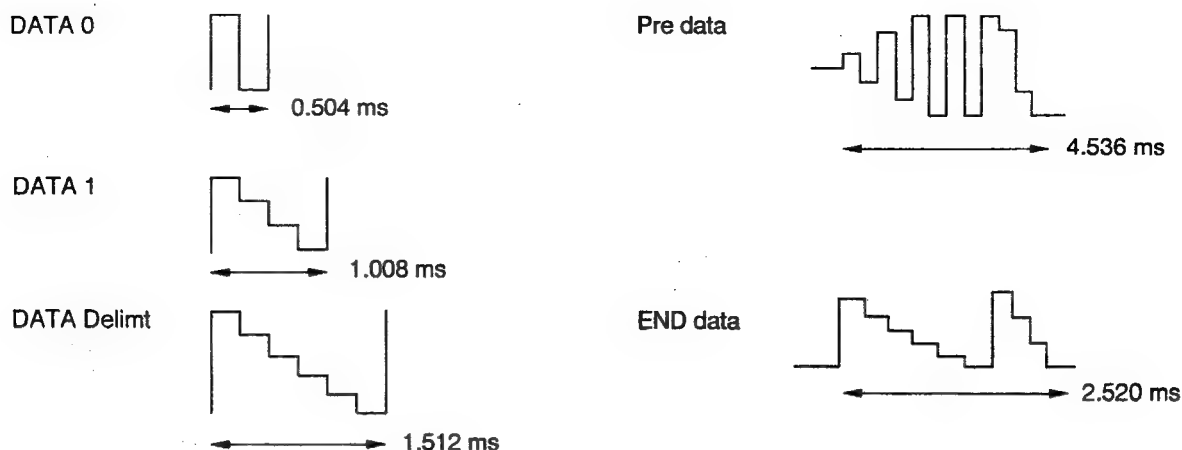 DATA 0
0.504 ms
DATA 1
1.008 ms
DATA Delimt
1.512 ms
Pre data
4.536 ms
END data
2.520 ms